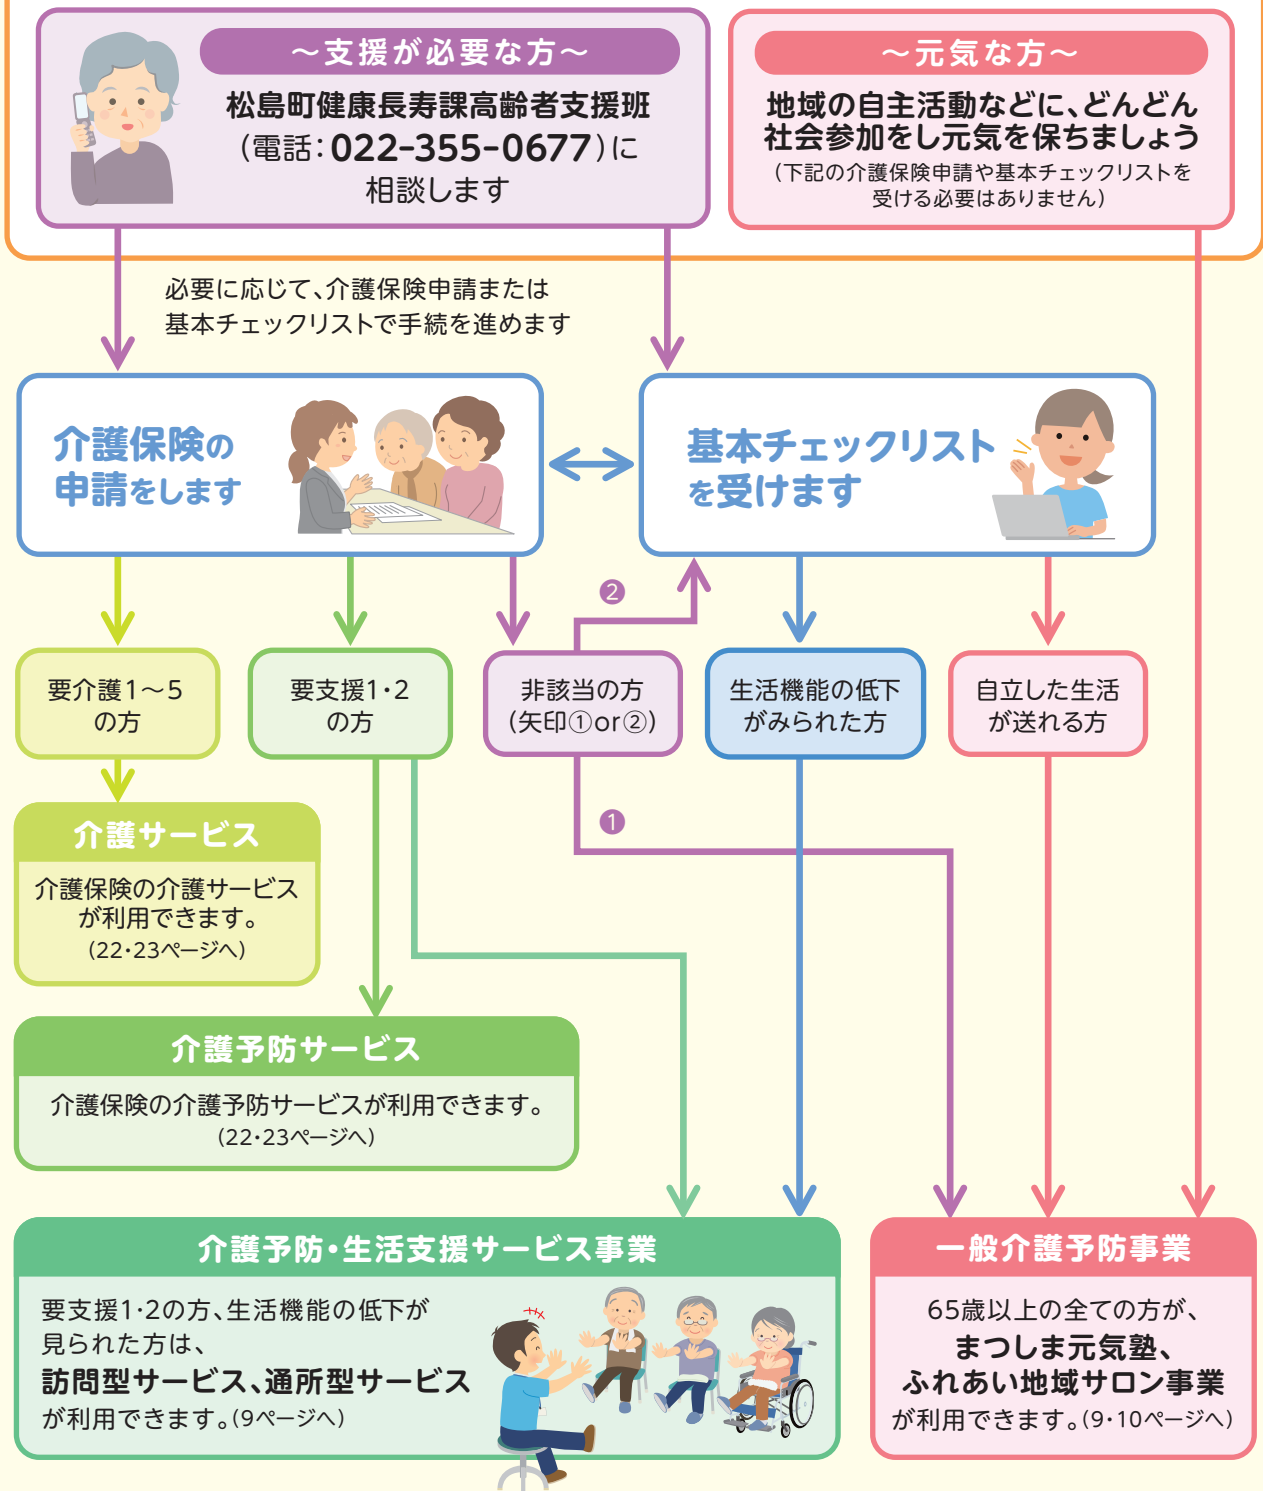 ～支援が必要な方～
松島町健康長寿課高齢者支援班
（電話：022-355-0677）に
相談します
～元気な方～
地域の自主活動などに、どんどん
社会参加をし元気を保ちましょう
（下記の介護保険申請や基本チェックリストを
受ける必要はありません）
必要に応じて、介護保険申請または
基本チェックリストで手続を進めます
介護保険の
申請をします
基本チェックリスト
を受けます
❷
要介護1～5
の方
要支援1・2
の方
非該当の方
（矢印①or②）
生活機能の低下
がみられた方
自立した生活
が送れる方
❶
介護サービス
介護保険の介護サービス
が利用できます。
（22・23ページへ）
介護予防サービス
介護保険の介護予防サービスが利用できます。
（22・23ページへ）
介護予防・生活支援サービス事業
要支援1・2の方、生活機能の低下が
見られた方は、
訪問型サービス、通所型サービス
が利用できます。（9ページへ）
一般介護予防事業
65歳以上の全ての方が、
まつしま元気塾、
ふれあい地域サロン事業
が利用できます。（9・10ページへ）